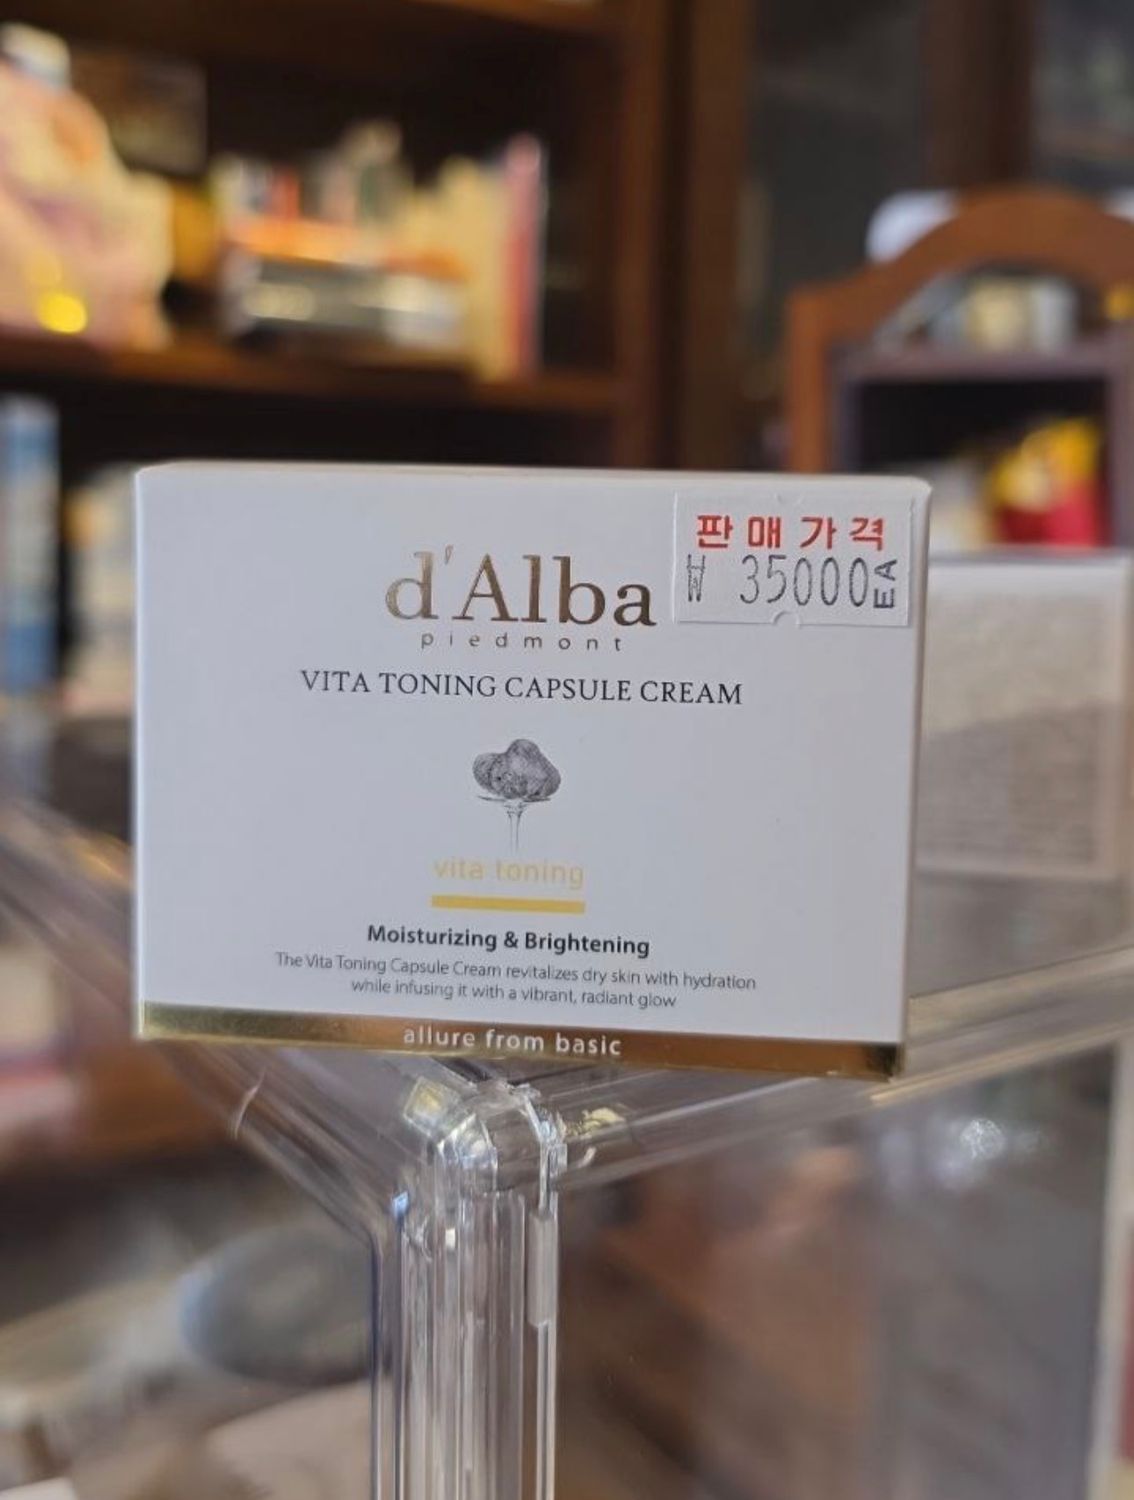 판매가격
₩ 35000EA
d'Alba
piedmont
VITA TONING CAPSULE CREAM
vita toning
Moisturizing & Brightening
The Vita Toning Capsule Cream revitalizes dry skin with hydration
while infusing it with a vibrant, radiant glow
allure from basic